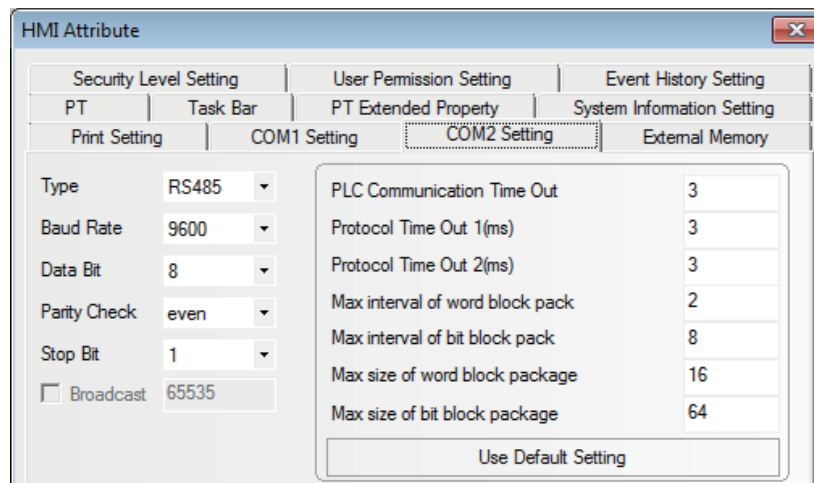 HMI Attribute
Security Level Setting User Permission Setting Event History Setting
PT Task Bar PT Extended Property System Information Setting
Print Setting COM1 Setting COM2 Setting External Memory
Type RS485
Baud Rate 9600
Data Bit 8
Parity Check even
Stop Bit 1
Broadcast 65535
PLC Communication Time Out 3
Protocol Time Out 1(ms) 3
Protocol Time Out 2(ms) 3
Max interval of word block pack 2
Max interval of bit block pack 8
Max size of word block package 16
Max size of bit block package 64
Use Default Setting